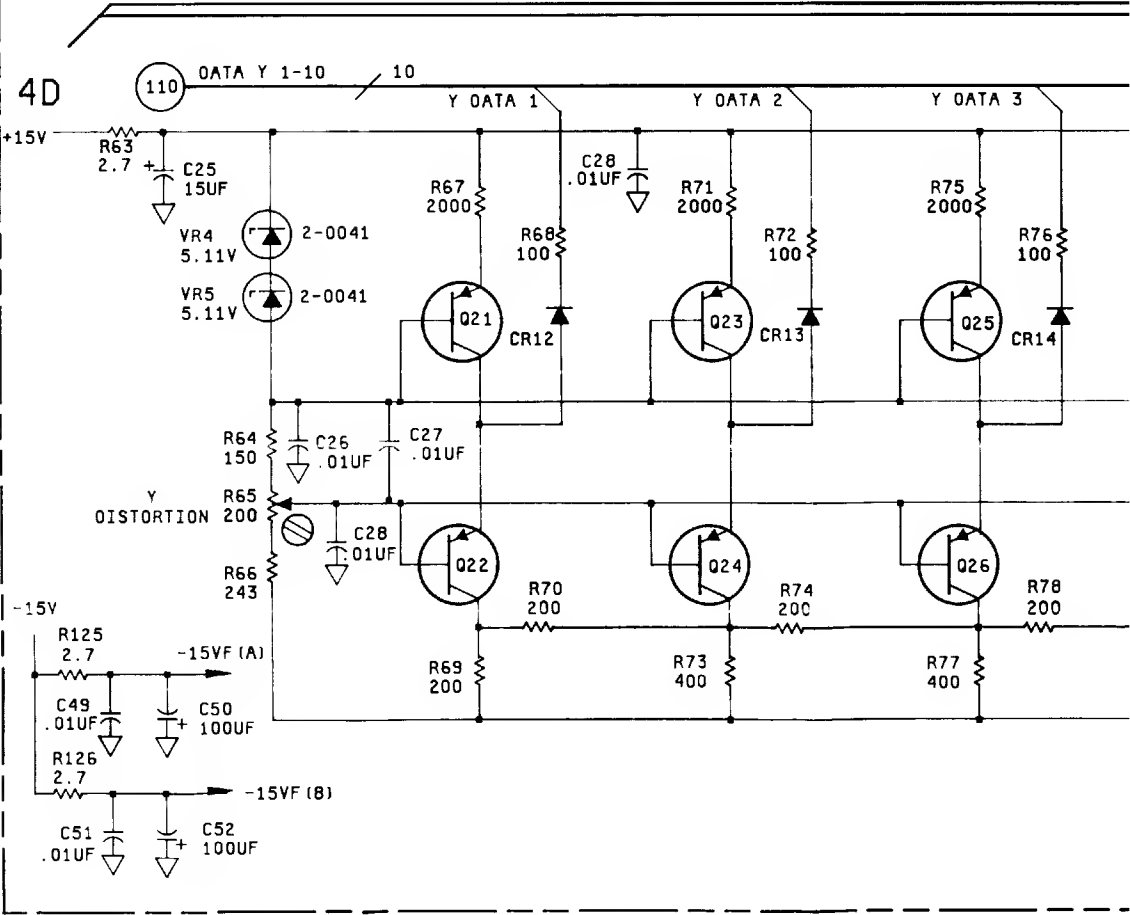 4D
110
OATA Y 1-10
10
Y OATA 1
Y OATA 2
Y OATA 3
+15V
R63
2.7
+
C25
15UF
C28
.01UF
R67
2000
R71
2000
R75
2000
VR4
5.11V
2-0041
R68
100
R72
100
R76
100
VR5
5.11V
2-0041
Q21
CR12
Q23
CR13
Q25
CR14
R64
150
C26
.01UF
C27
.01UF
Y
OISTORTION
R65
200
C28
.01UF
R66
243
Q22
Q24
Q26
R70
200
R74
200
R78
200
-15V
R125
2.7
-15VF(A)
R69
200
R73
400
R77
400
C49
.01UF
C50
+
100UF
R126
2.7
-15VF(B)
C51
.01UF
C52
+
100UF